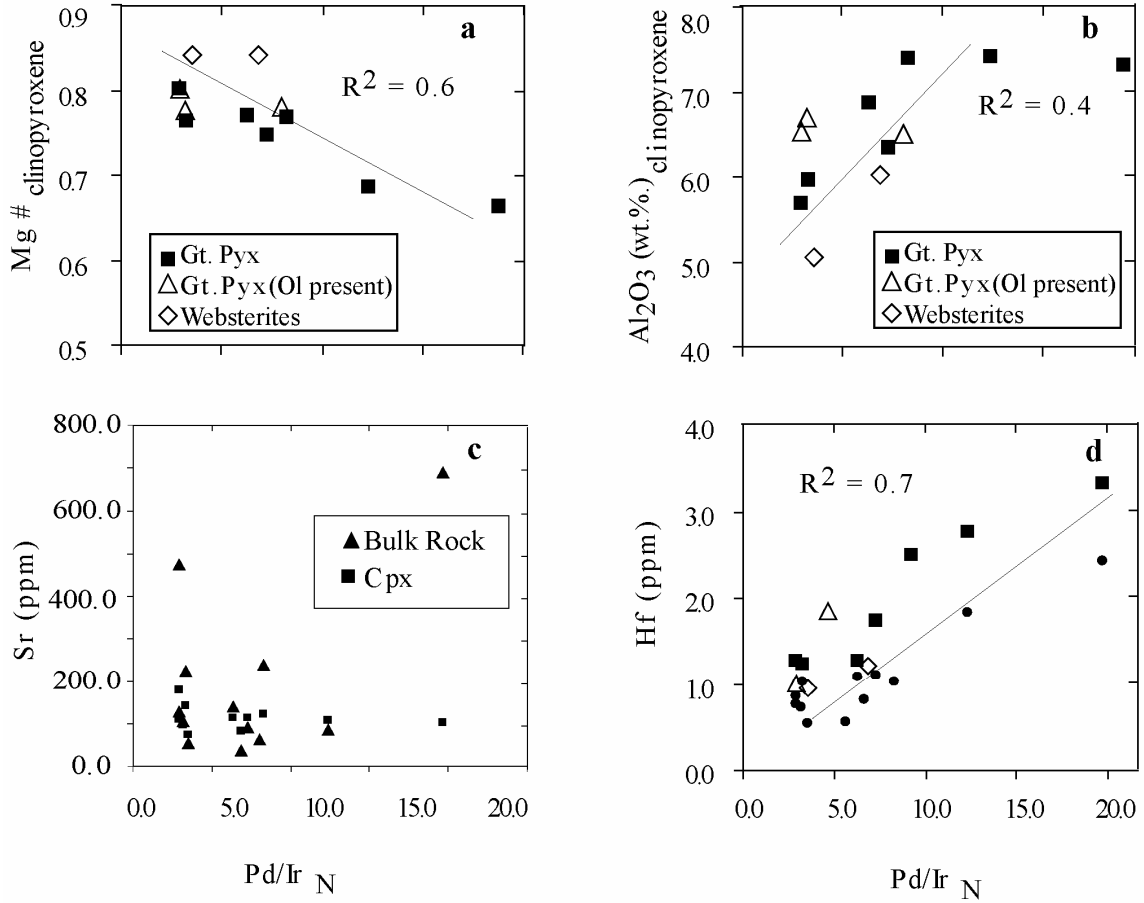 a
0.9
0.8
0.7
0.6
0.5
Mg # clinopyroxene
R2 = 0.6
Gt. Pyx
Gt.Pyx(Ol present)
Websterites
b
8.0
7.0
6.0
5.0
4.0
Al2O3 (wt.%.) clinopyroxene
R2 = 0.4
Gt. Pyx
Gt.Pyx(Ol present)
Websterites
c
800.0
600.0
400.0
200.0
0.0
Sr (ppm)
Bulk Rock
Cpx
0.0 5.0 10.0 15.0 20.0
Pd/Ir N
d
4.0
3.0
2.0
1.0
0.0
Hf (ppm)
R2 = 0.7
0.0 5.0 10.0 15.0 20.0
Pd/Ir N